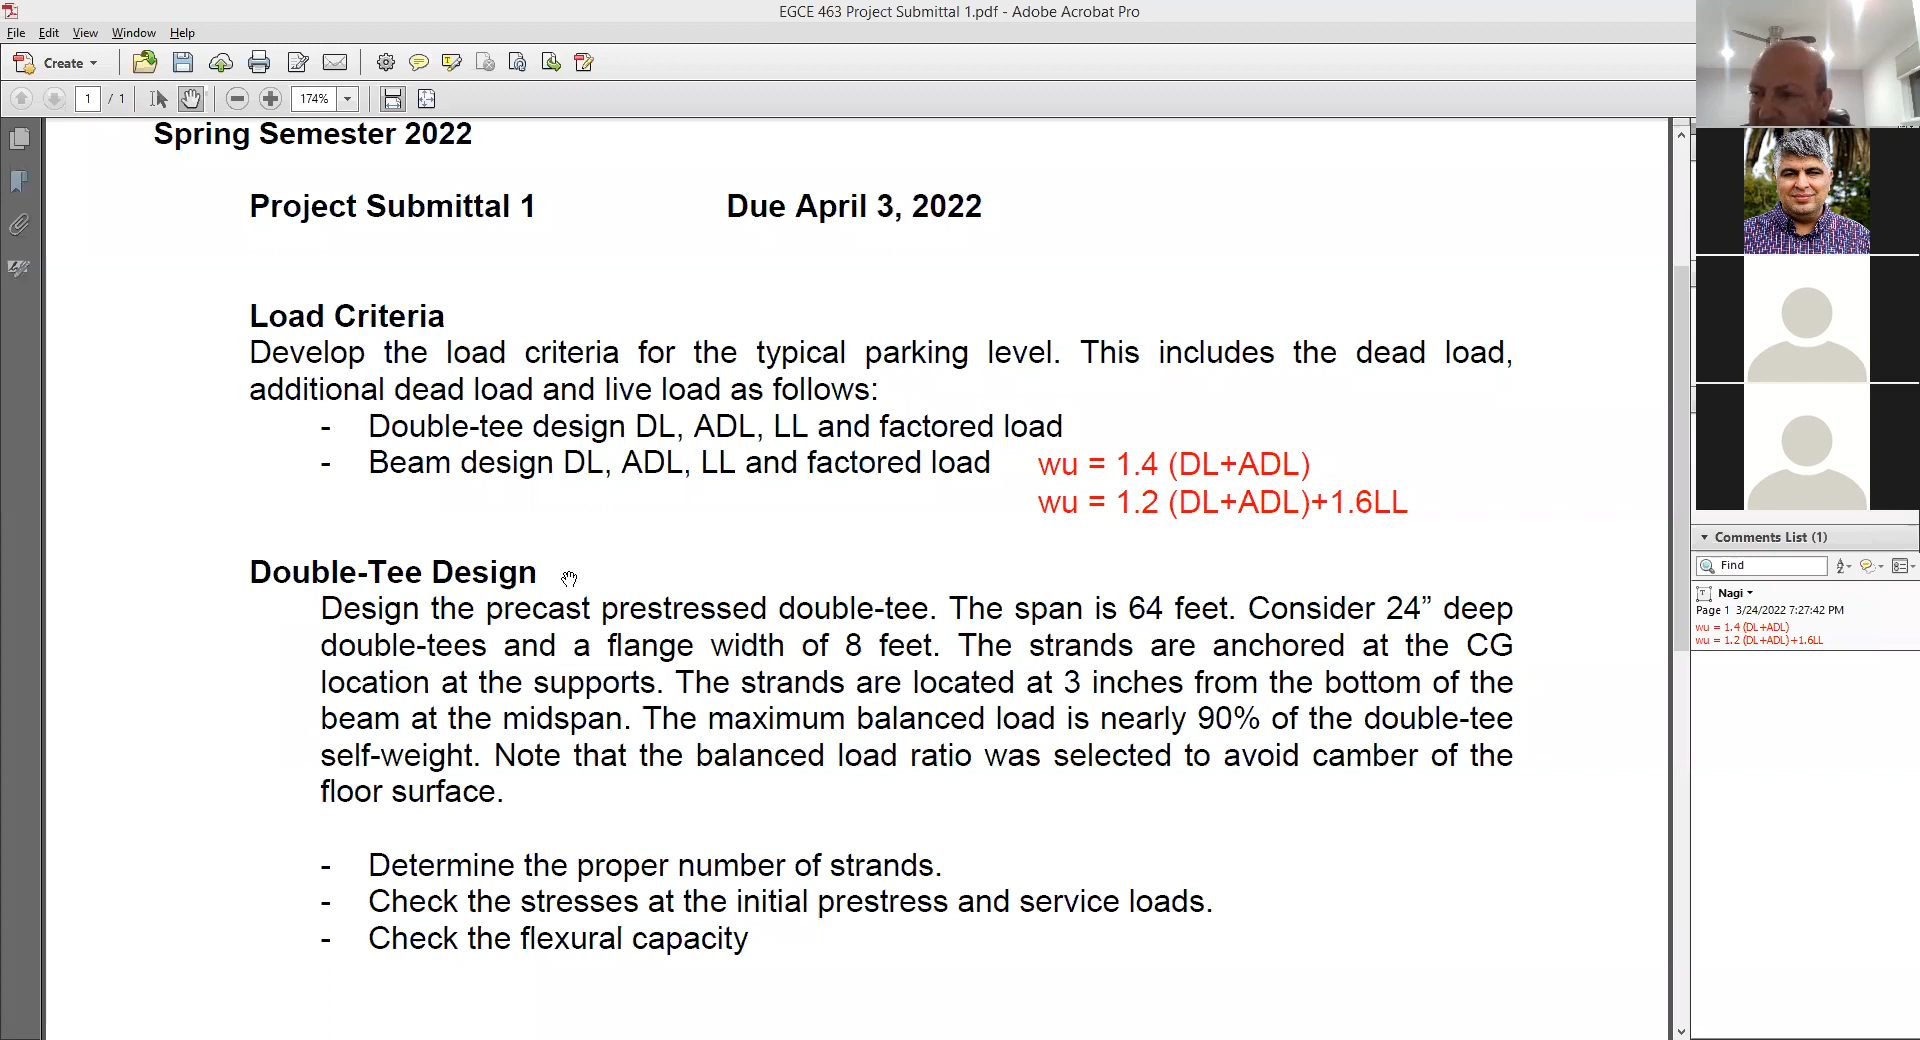 EGCE 463 Project Submittal 1.pdf - Adobe Acrobat Pro
File Edit View Window Help
Create
1 / 1 174%
Spring Semester 2022
Project Submittal 1 Due April 3, 2022
Load Criteria
Develop the load criteria for the typical parking level. This includes the dead load,
additional dead load and live load as follows:
- Double-tee design DL, ADL, LL and factored load
- Beam design DL, ADL, LL and factored load
wu = 1.4 (DL+ADL)
wu = 1.2 (DL+ADL)+1.6LL
Double-Tee Design
Design the precast prestressed double-tee. The span is 64 feet. Consider 24” deep
double-tees and a flange width of 8 feet. The strands are anchored at the CG
location at the supports. The strands are located at 3 inches from the bottom of the
beam at the midspan. The maximum balanced load is nearly 90% of the double-tee
self-weight. Note that the balanced load ratio was selected to avoid camber of the
floor surface.
- Determine the proper number of strands.
- Check the stresses at the initial prestress and service loads.
- Check the flexural capacity
Comments List (1)
Find
Nagi
Page 1 3/24/2022 7:27:42 PM
wu = 1.4 (DL+ADL)
wu = 1.2 (DL+ADL)+1.6LL